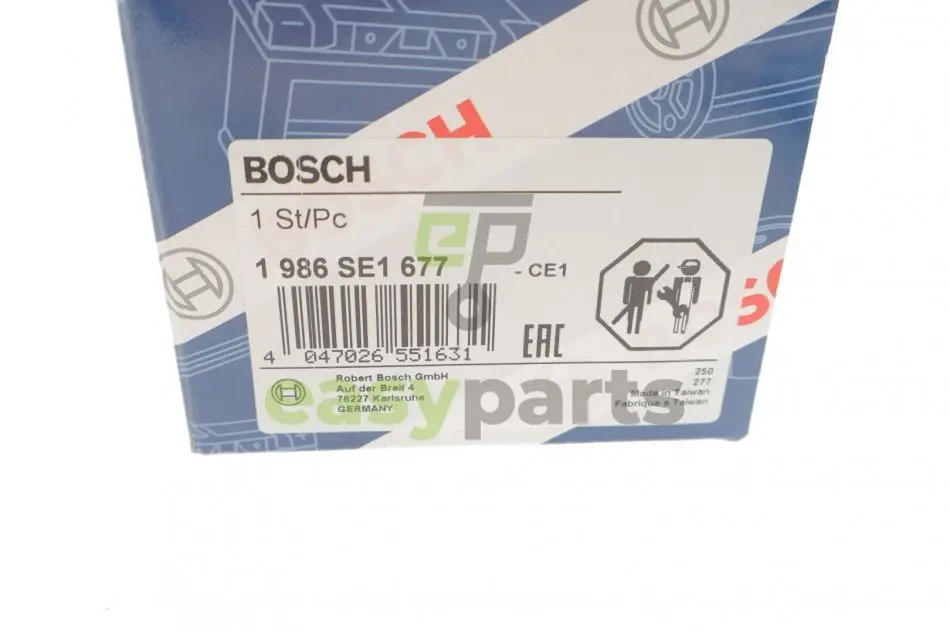 BOSCH
1 St/Pc
1 986 SE1 677
- CE1
4 047026 551631
EAC
Robert Bosch GmbH
Auf der Breit 4
76227 Karlsruhe
GERMANY
250
277
Made in Taiwan
Fabriqué à Taiwan
ep
easyparts